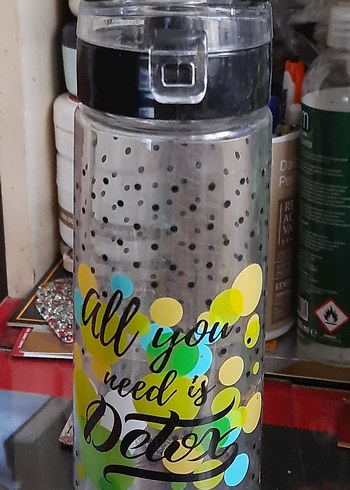 All you
need is
Detox